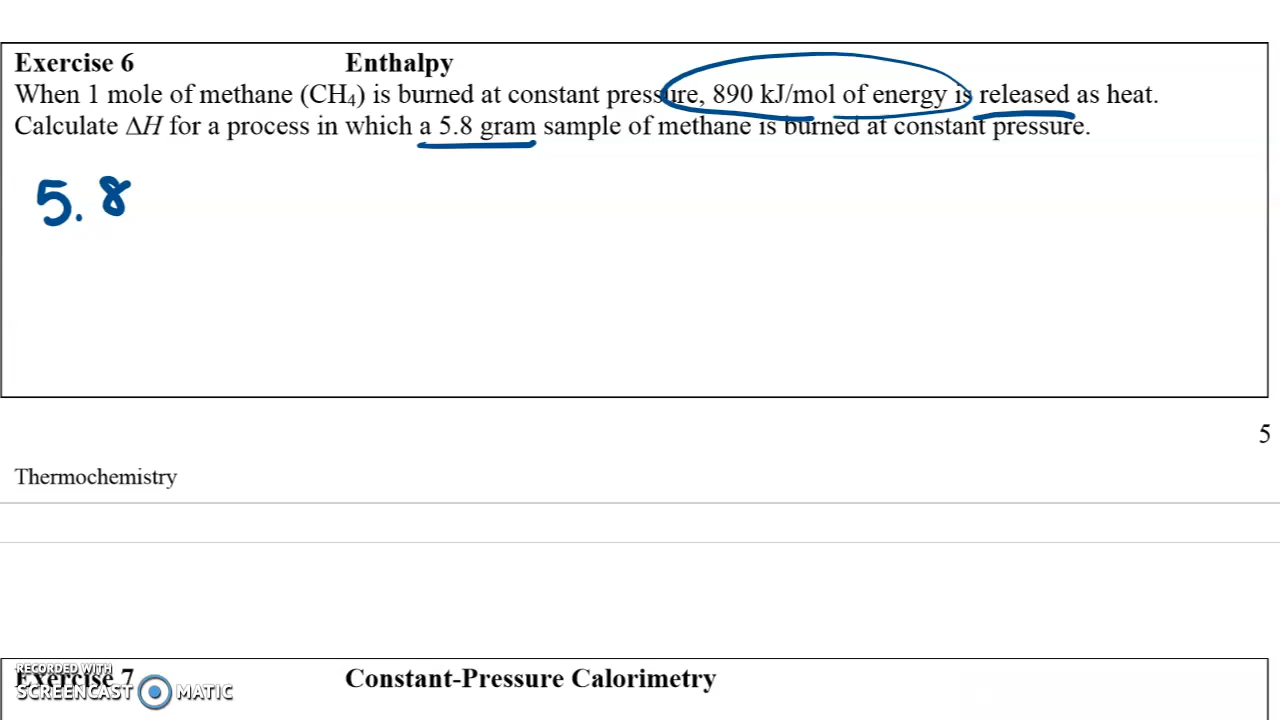 Exercise 6 Enthalpy
When 1 mole of methane (CH₄) is burned at constant pressure, 890 kJ/mol of energy is released as heat.
Calculate ΔH for a process in which a 5.8 gram sample of methane is burned at constant pressure.
5.8
5
Thermochemistry
Exercise 7 Constant-Pressure Calorimetry
RECORDED WITH
SCREENCAST MATIC